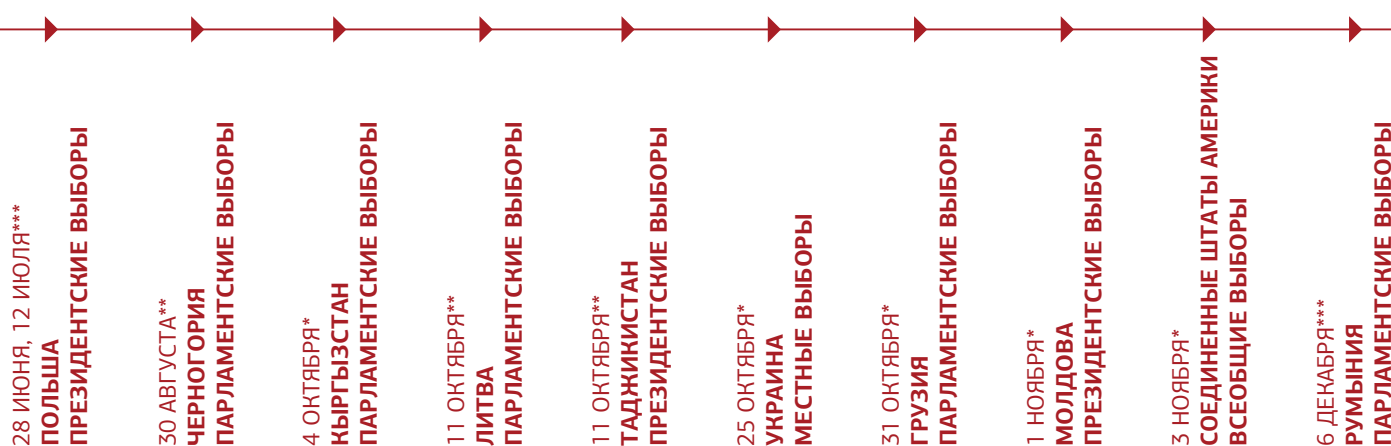 28 ИЮНЯ, 12 ИЮЛЯ***
ПОЛЬША
ПРЕЗИДЕНТСКИЕ ВЫБОРЫ
30 АВГУСТА**
ЧЕРНОГОРИЯ
ПАРЛАМЕНТСКИЕ ВЫБОРЫ
4 ОКТЯБРЯ*
КЫРГЫЗСТАН
ПАРЛАМЕНТСКИЕ ВЫБОРЫ
11 ОКТЯБРЯ**
ЛИТВА
ПАРЛАМЕНТСКИЕ ВЫБОРЫ
11 ОКТЯБРЯ**
ТАДЖИКИСТАН
ПРЕЗИДЕНТСКИЕ ВЫБОРЫ
25 ОКТЯБРЯ*
УКРАИНА
МЕСТНЫЕ ВЫБОРЫ
31 ОКТЯБРЯ*
ГРУЗИЯ
ПАРЛАМЕНТСКИЕ ВЫБОРЫ
1 НОЯБРЯ*
МОЛДОВА
ПРЕЗИДЕНТСКИЕ ВЫБОРЫ
3 НОЯБРЯ*
СОЕДИНЕННЫЕ ШТАТЫ АМЕРИКИ
ВСЕОБЩИЕ ВЫБОРЫ
6 ДЕКАБРЯ***
РУМЫНИЯ
ПАРЛАМЕНТСКИЕ ВЫБОРЫ